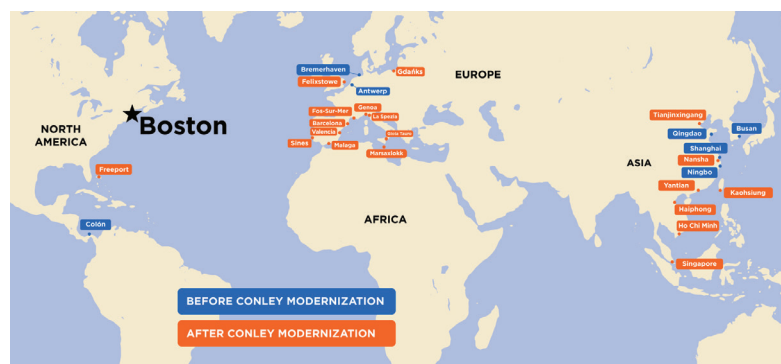 Bremerhaven
Gdańks
EUROPE
Felixstowe
Antwerp
Boston
NORTH
AMERICA
Fos-Sur-Mer
Genoa
La Spezia
Barcelona
Valencia
Sines
Malaga
Marsaxlokk
Freeport
Colón
AFRICA
ASIA
Tianjinxingang
Qingdao
Busan
Shanghai
Nansha
Ningbo
Yantian
Kaohsiung
Haiphong
Ho Chi Minh
Singapore
BEFORE CONLEY MODERNIZATION
AFTER CONLEY MODERNIZATION